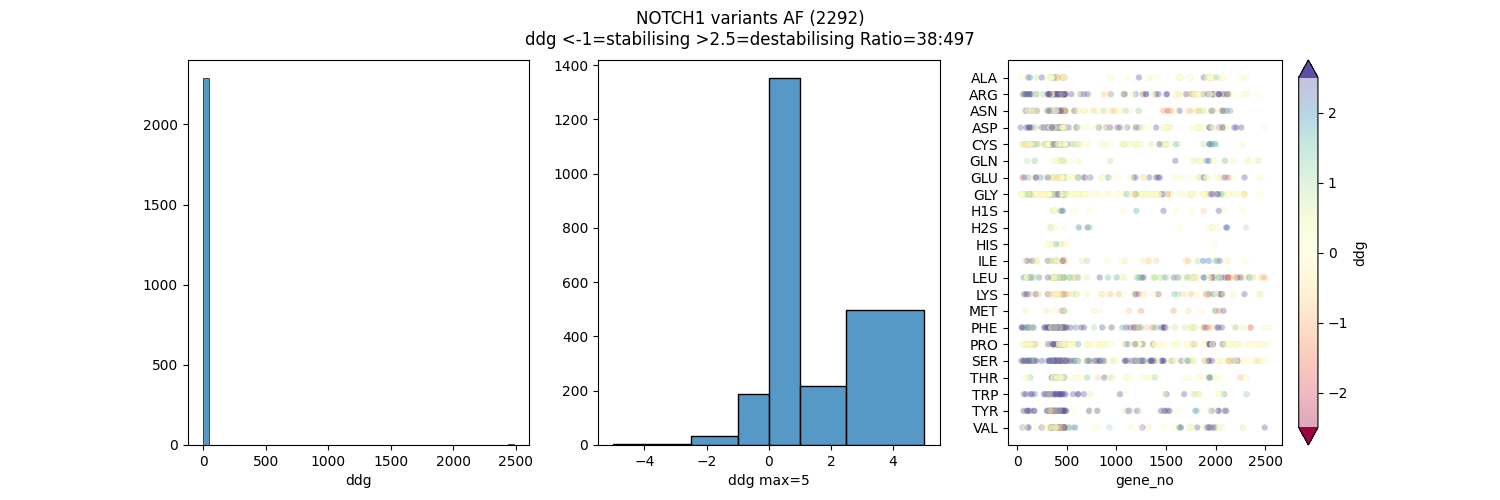 NOTCH1 variants AF (2292)
ddg <-1=stabilising >2.5=destabilising Ratio=38:497
2000
1500
1000
500
0
0 500 1000 1500 2000 2500
ddg
1400
1200
1000
800
600
400
200
0
−4 −2 0 2 4
ddg max=5
ALA
ARG
ASN
ASP
CYS
GLN
GLU
GLY
H1S
H2S
HIS
ILE
LEU
LYS
MET
PHE
PRO
SER
THR
TRP
TYR
VAL
0 500 1000 1500 2000 2500
gene_no
2
1
0
−1
−2
ddg